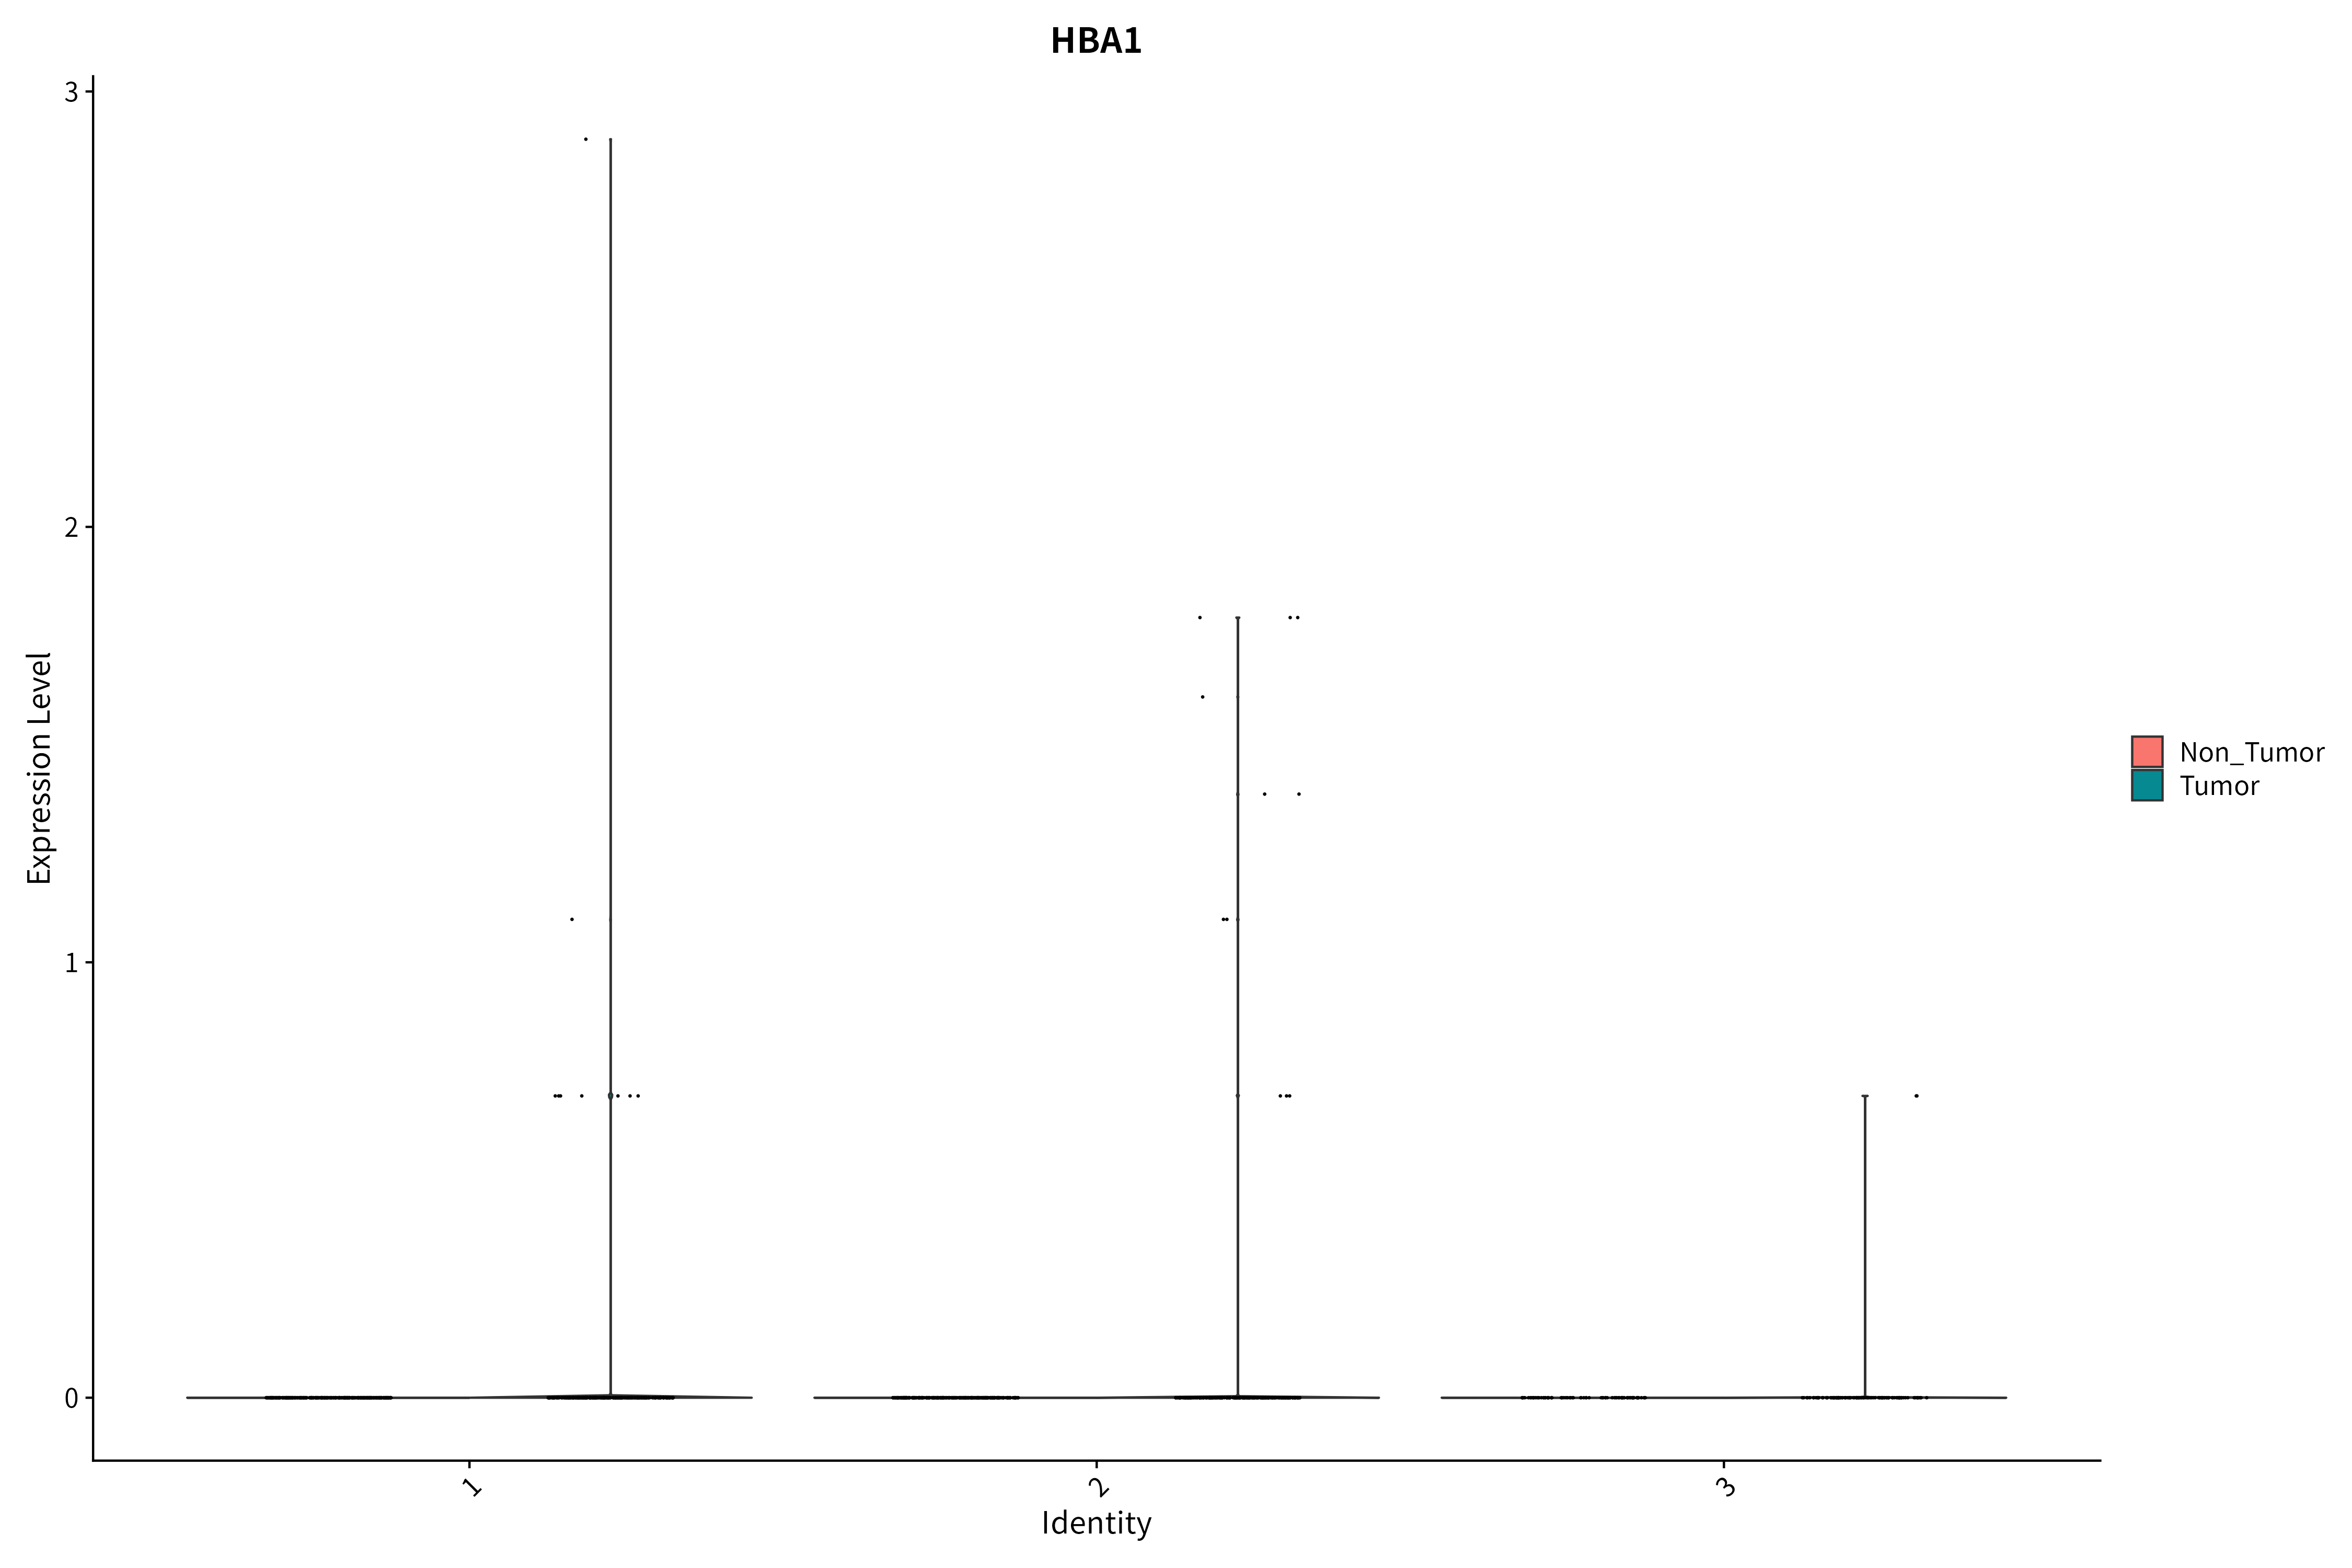 HBA1
3
2
1
0
Expression Level
1
2
3
Identity
Non_Tumor
Tumor